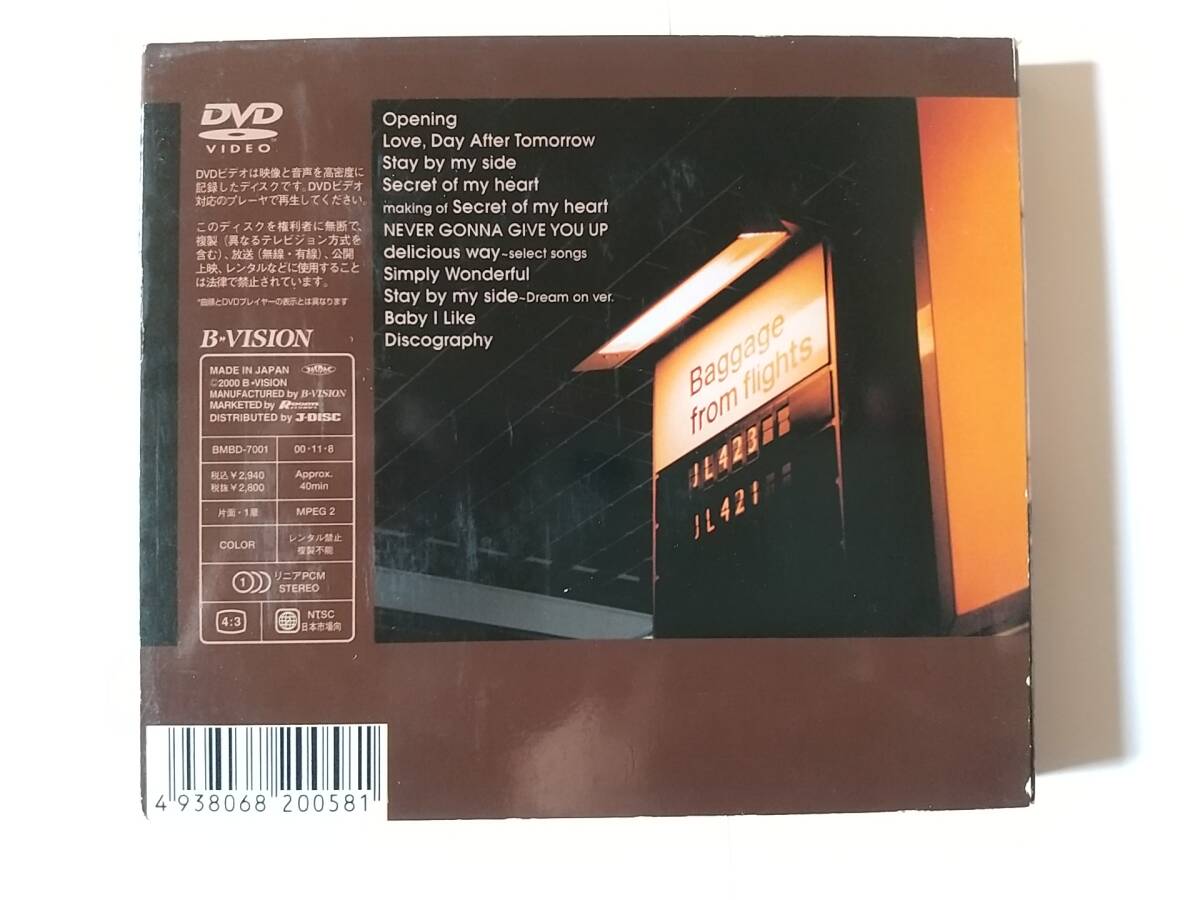 DVD
VIDEO™
DVDビデオは映像と音声を高密度に
記録したディスクです。DVDビデオ
対応のプレーヤで再生してください。
このディスクを権利者に無断で、
複製（異なるテレビジョン方式を
含む）、放送（無線・有線）、公開
上映、レンタルなどに使用すること
は法律で禁止されています。
*曲順とDVDプレイヤーの表示とは異なります
B-VISION
MADE IN JAPAN
©2000 B-VISION
MANUFACTURED by B-VISION
MARKETED by
DISTRIBUTED by J-DISC
BMBD-7001 00・11・8
税込￥2,940
税抜￥2,800
Approx.
40min
片面・1層 MPEG 2
COLOR
レンタル禁止
複製不能
1
リニアPCM
STEREO
4:3
NTSC
日本市場向
Opening
Love, Day After Tomorrow
Stay by my side
Secret of my heart
making of Secret of my heart
NEVER GONNA GIVE YOU UP
delicious way~select songs
Simply Wonderful
Stay by my side~Dream on ver.
Baby I Like
Discography
Baggage
from flights
JL423
JL421
4 938068 200581